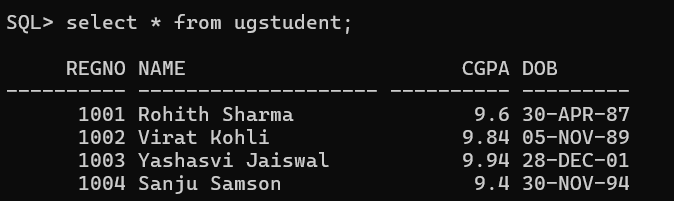 SQL> select * from ugstudent;
REGNO NAME CGPA DOB
---------- -------------------- ---------- ---------
1001 Rohith Sharma 9.6 30-APR-87
1002 Virat Kohli 9.84 05-NOV-89
1003 Yashasvi Jaiswal 9.94 28-DEC-01
1004 Sanju Samson 9.4 30-NOV-94